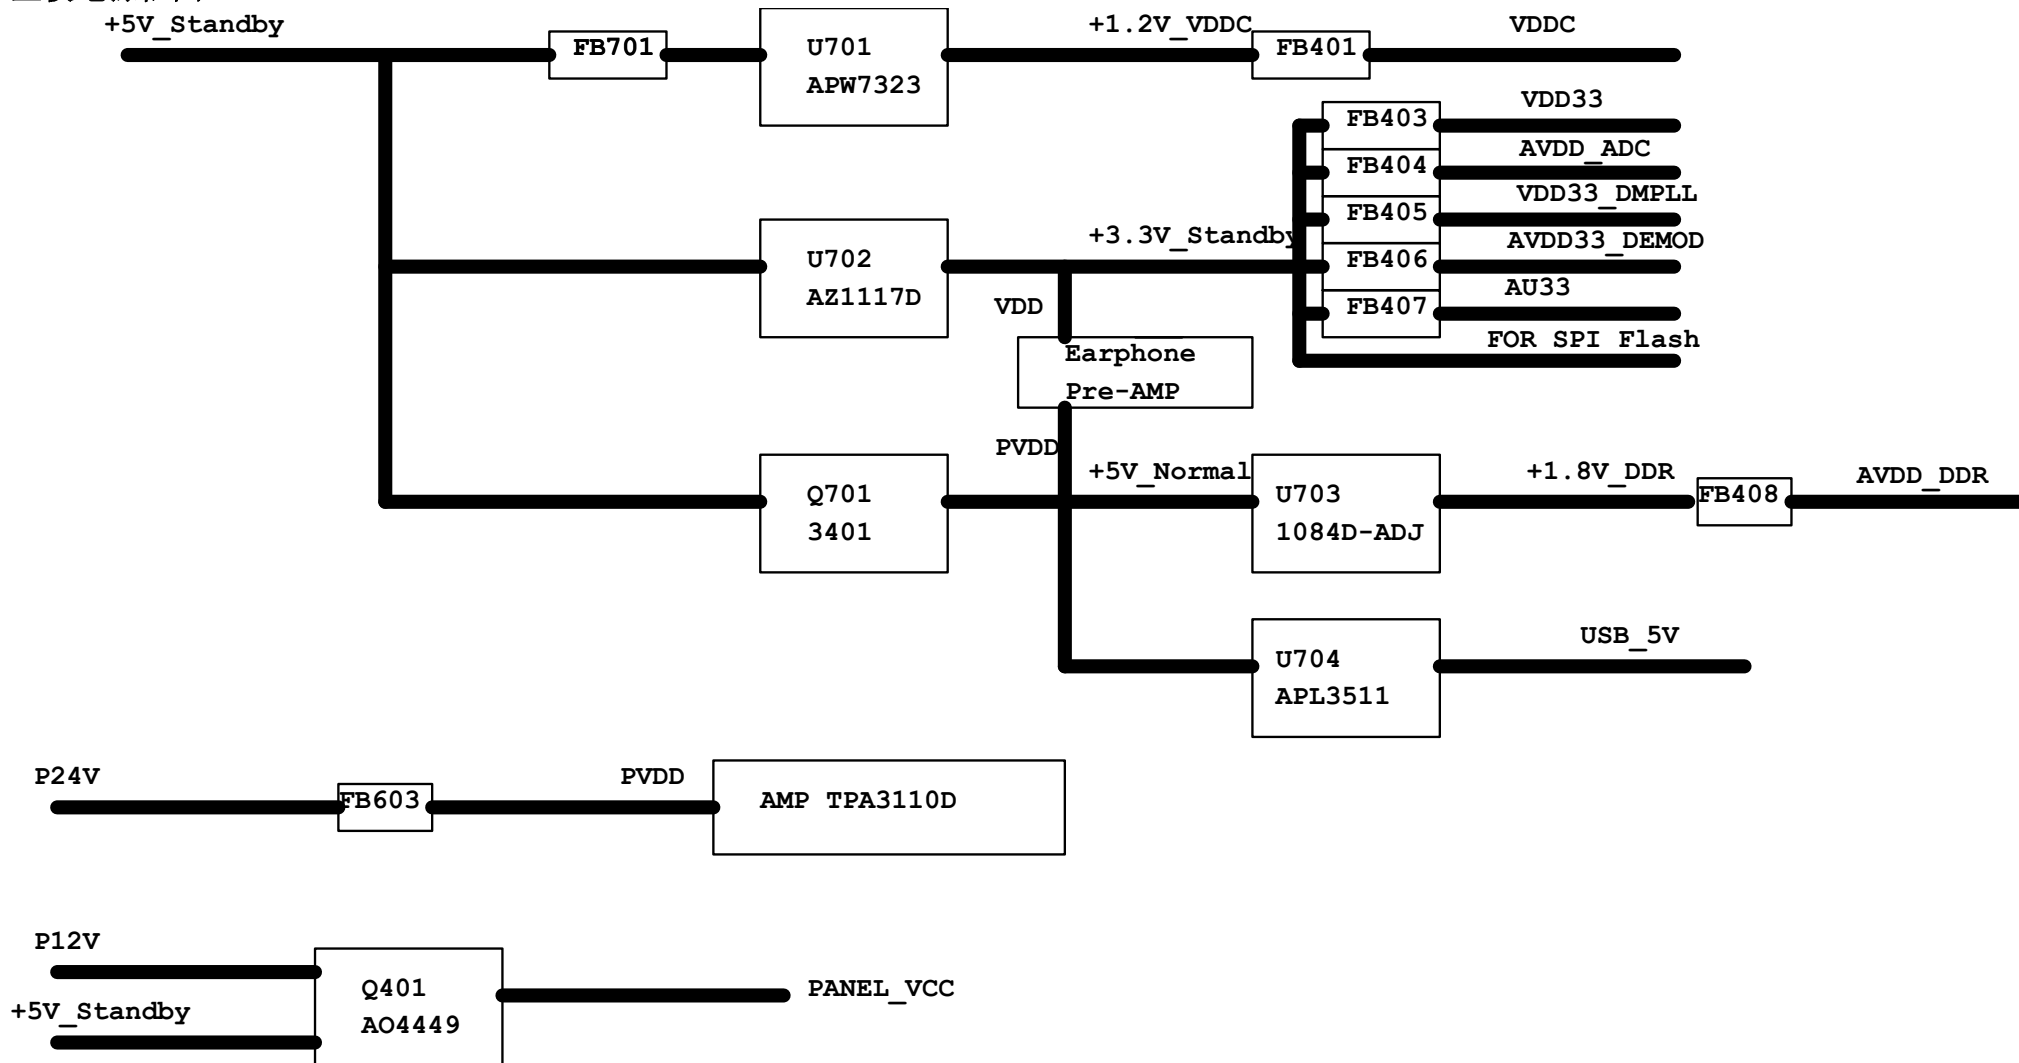 +5V_Standby
FB701
U701
APW7323
+1.2V_VDDC
FB401
VDDC
FB403
VDD33
FB404
AVDD_ADC
FB405
VDD33_DMPLL
U702
AZ1117D
+3.3V_Standby
FB406
AVDD33_DEMOD
FB407
AU33
VDD
FOR SPI Flash
Earphone
Pre-AMP
PVDD
Q701
3401
+5V_Normal
U703
1084D-ADJ
+1.8V_DDR
FB408
AVDD_DDR
U704
APL3511
USB_5V
P24V
FB603
PVDD
AMP TPA3110D
P12V
+5V_Standby
Q401
AO4449
PANEL_VCC